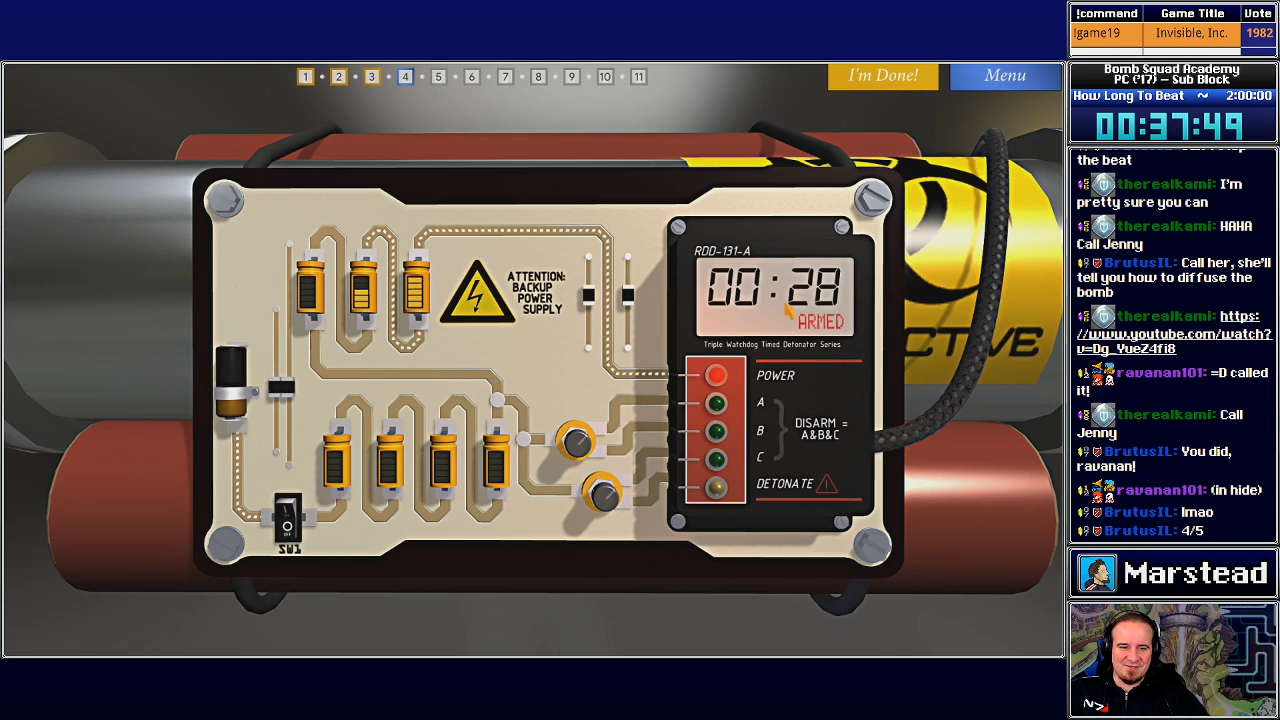 !command Game Title Vote
!game19 Invisible, Inc. 1982
1 2 3 4 5 6 7 8 9 10 11
I'm Done!
Menu
Bomb Squad Academy
PC ('17) – Sub Block
How Long To Beat ~ 2:00:00
00:37:49
the beat
therealkami: I'm
pretty sure you can
therealkami: HAHA
Call Jenny
BrutusIL: Call her, she'll
tell you how to diffuse the
bomb
therealkami: https:
//www.youtube.com/watch?
v=Dg_YueZ4fi8
ravanan101: =D called
it!
therealkami: Call
Jenny
BrutusIL: You did,
ravanan!
ravanan101: (in hide)
BrutusIL: lmao
BrutusIL: 4/5
Marstead
ATTENTION:
BACKUP
POWER
SUPPLY
RDD-131-A
00:28
ARMED
Triple Watchdog Timed Detonator Series
POWER
A
B
C
DISARM =
A&B&C
DETONATE
OFF
SW1
CTIVE